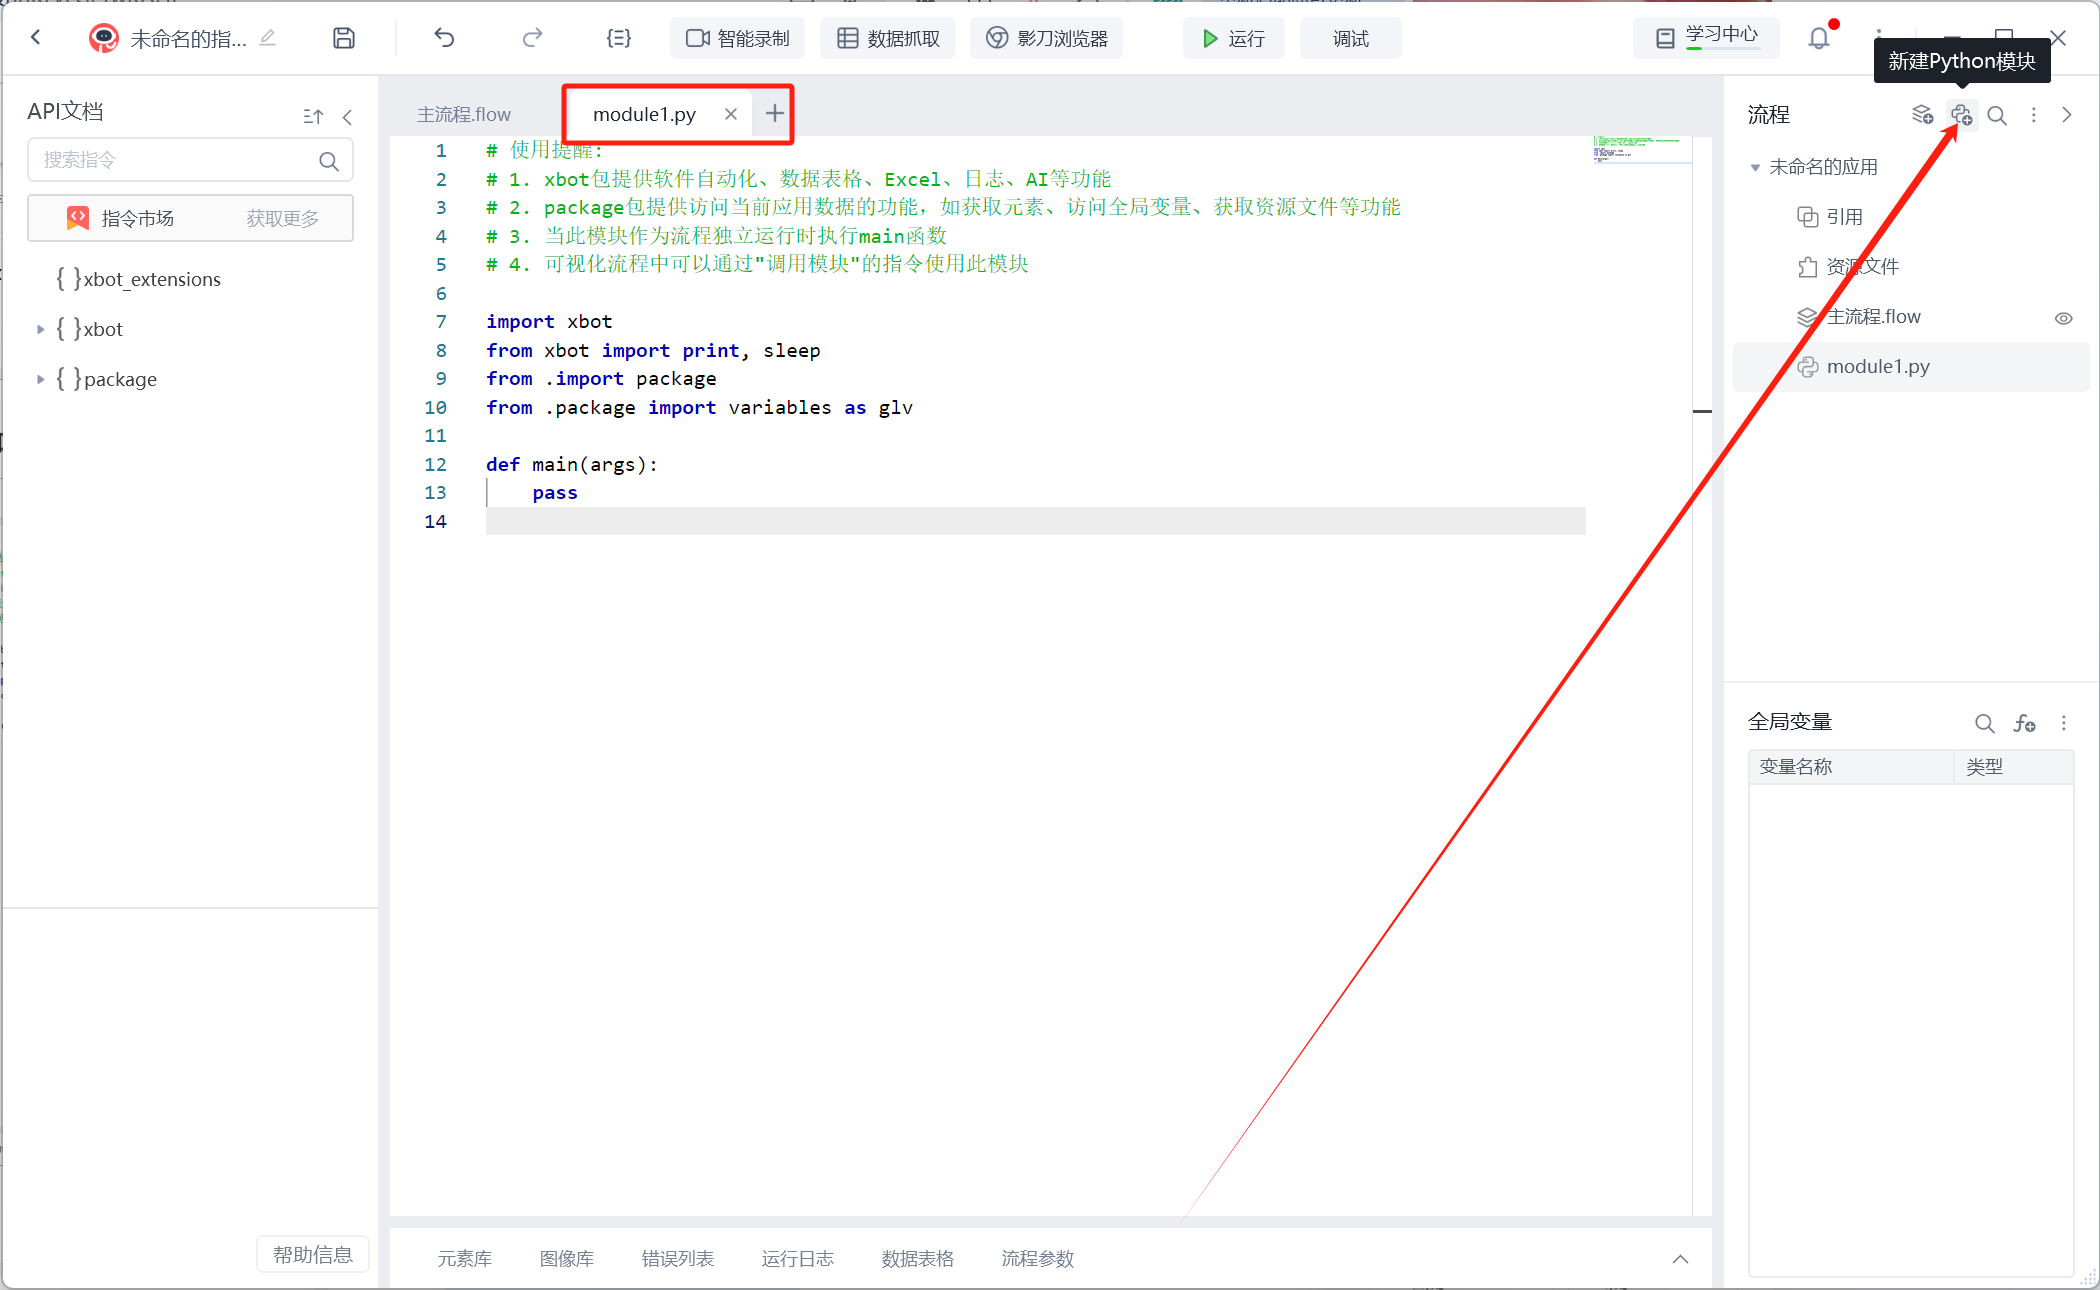 未命名的指...
智能录制
数据抓取
影刀浏览器
运行
调试
学习中心
新建Python模块
API文档
搜索指令
指令市场 获取更多
{ }xbot_extensions
{ }xbot
{ }package
帮助信息
主流程.flow
module1.py
1 # 使用提醒:
2 # 1. xbot包提供软件自动化、数据表格、Excel、日志、AI等功能
3 # 2. package包提供访问当前应用数据的功能，如获取元素、访问全局变量、获取资源文件等功能
4 # 3. 当此模块作为流程独立运行时执行main函数
5 # 4. 可视化流程中可以通过"调用模块"的指令使用此模块
6
7 import xbot
8 from xbot import print, sleep
9 from .import package
10 from .package import variables as glv
11
12 def main(args):
13     pass
14
元素库 图像库 错误列表 运行日志 数据表格 流程参数
流程
未命名的应用
引用
资源文件
主流程.flow
module1.py
全局变量
变量名称 类型